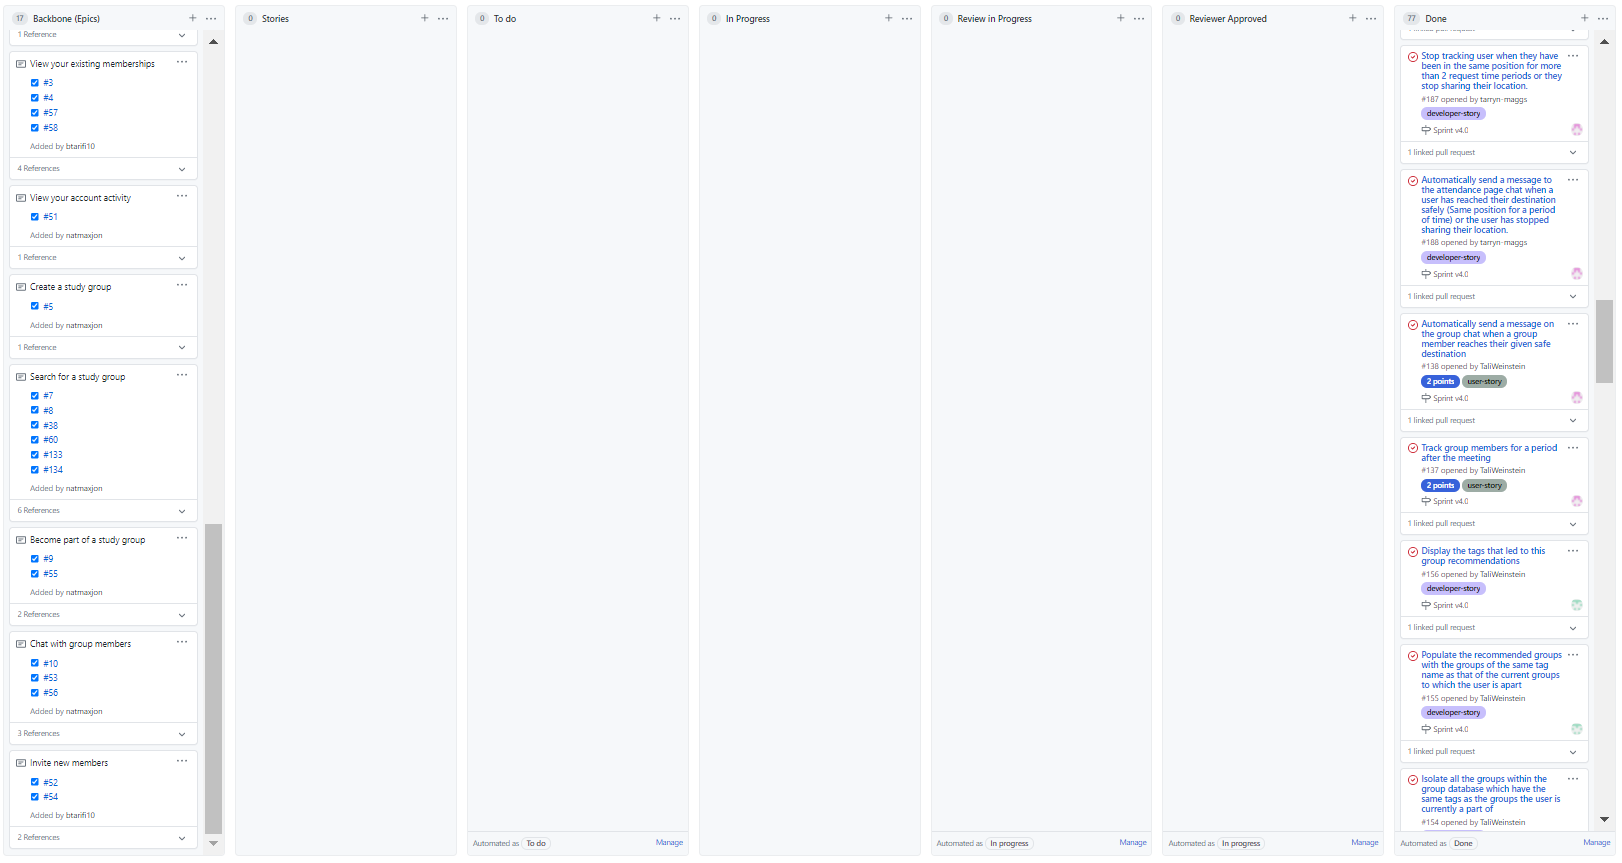 17 Backbone (Epics)
1 Reference
View your existing memberships
#3
#4
#57
#58
Added by btarifi10
4 References
View your account activity
#51
Added by natmaxjon
1 Reference
Create a study group
#5
Added by natmaxjon
1 Reference
Search for a study group
#7
#8
#38
#60
#133
#134
Added by natmaxjon
6 References
Become part of a study group
#9
#55
Added by natmaxjon
2 References
Chat with group members
#10
#53
#56
Added by natmaxjon
3 References
Invite new members
#52
#54
Added by btarifi10
2 References
0 Stories
0 To do
Automated as To do Manage
0 In Progress
0 Review in Progress
Automated as In progress Manage
0 Reviewer Approved
Automated as In progress Manage
77 Done
1 linked pull request
Stop tracking user when they have
been in the same position for more
than 2 request time periods or they
stop sharing their location.
#187 opened by tarryn-maggs
developer-story
Sprint v4.0
1 linked pull request
Automatically send a message to
the attendance page chat when a
user has reached their destination
safely (Same position for a period
of time) or the user has stopped
sharing their location.
#188 opened by tarryn-maggs
developer-story
Sprint v4.0
1 linked pull request
Automatically send a message on
the group chat when a group
member reaches their given safe
destination
#138 opened by TaliWeinstein
2 points user-story
Sprint v4.0
1 linked pull request
Track group members for a period
after the meeting
#137 opened by TaliWeinstein
2 points user-story
Sprint v4.0
1 linked pull request
Display the tags that led to this
group recommendations
#156 opened by TaliWeinstein
developer-story
Sprint v4.0
1 linked pull request
Populate the recommended groups
with the groups of the same tag
name as that of the current groups
to which the user is apart
#155 opened by TaliWeinstein
developer-story
Sprint v4.0
1 linked pull request
Isolate all the groups within the
group database which have the
same tags as the groups the user is
currently a part of
#154 opened by TaliWeinstein
Automated as Done Manage